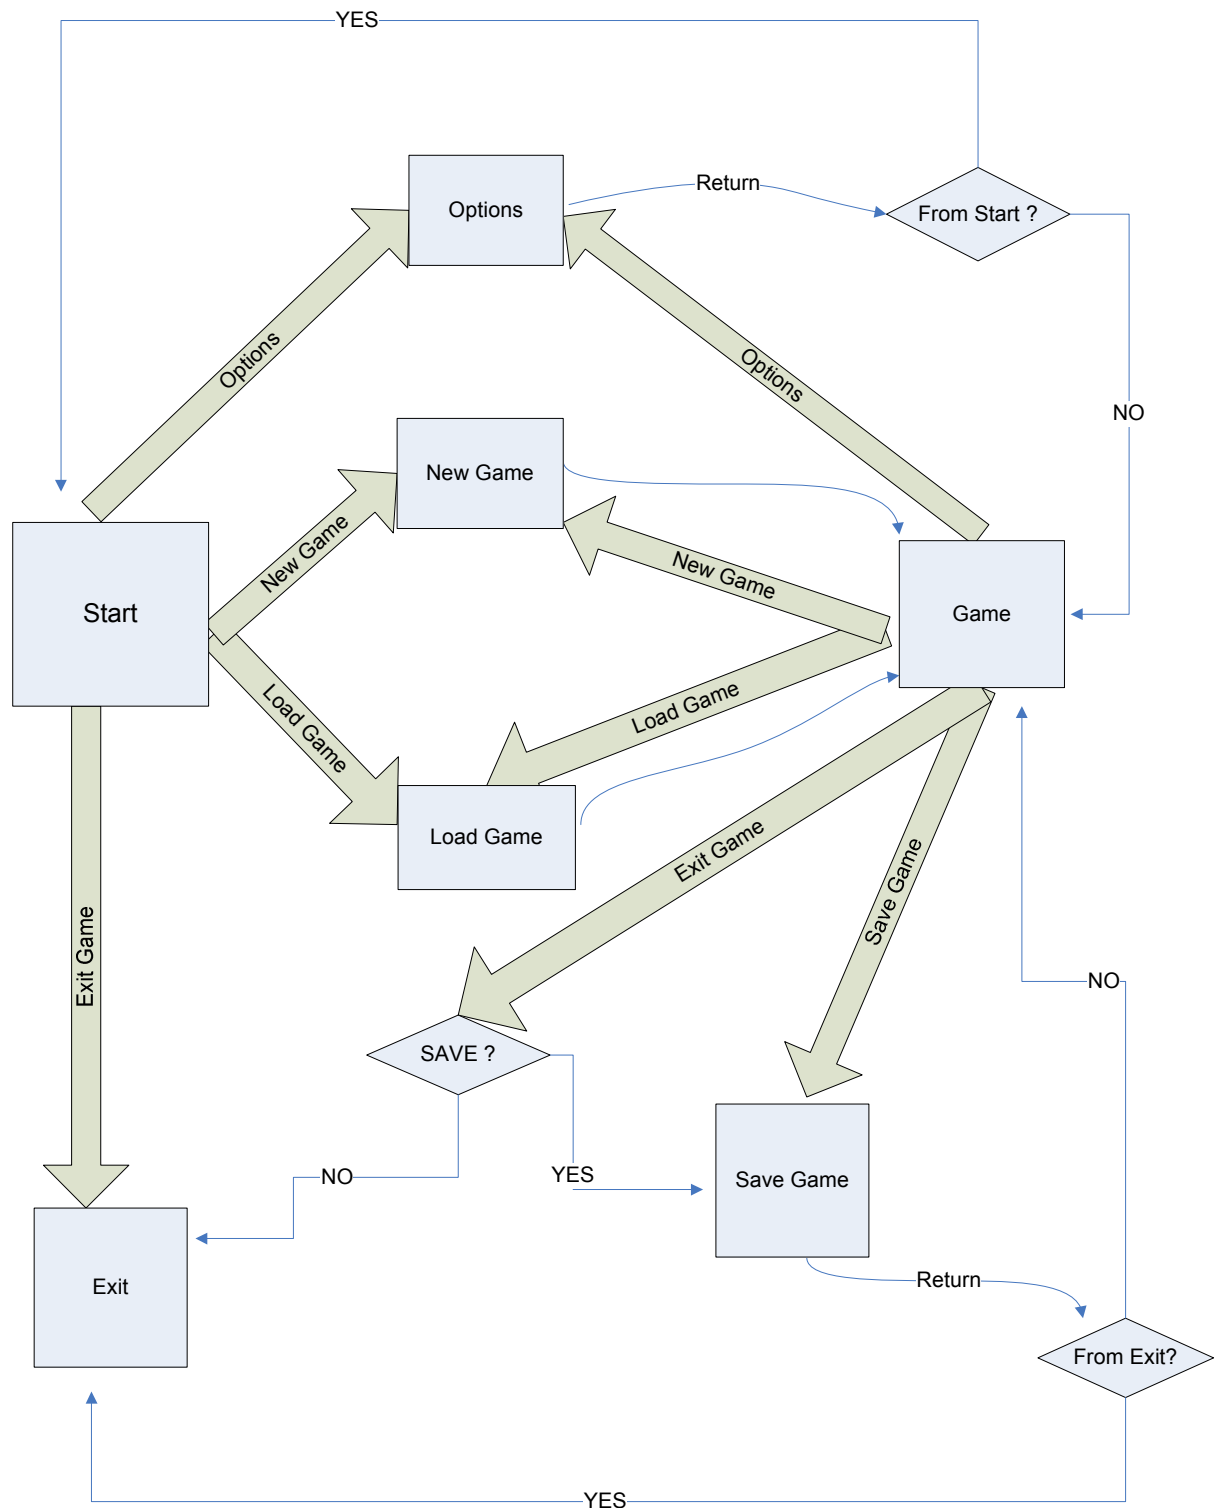 YES
Options
Return
From Start ?
Options
Options
NO
New Game
New Game
New Game
Start
Game
Load Game
Load Game
Load Game
Exit Game
Save Game
Exit Game
NO
SAVE ?
YES
NO
Save Game
Exit
Return
From Exit?
YES